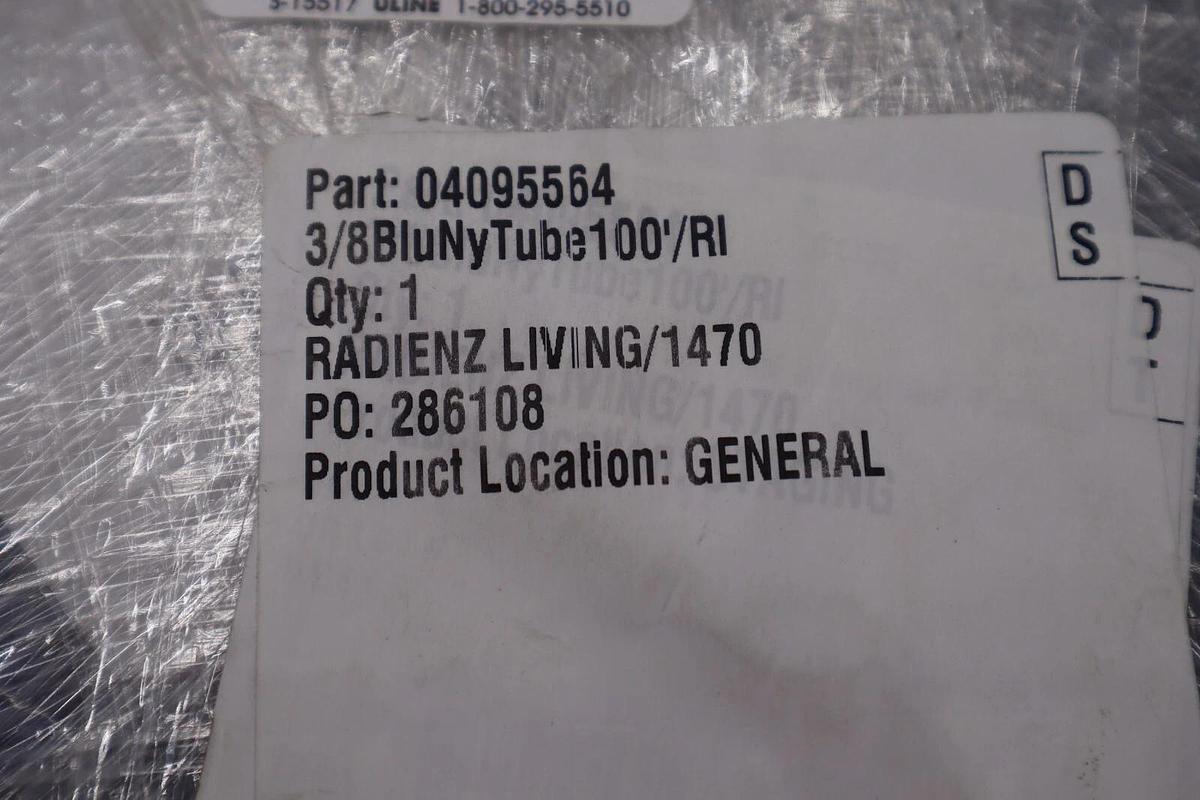 S-15517 ULINE 1-800-295-5510
Part: 04095564
3/8BluNyTube100'/Rl
Qty: 1
RADIENZ LIVING/1470
PO: 286108
Product Location: GENERAL
D
S